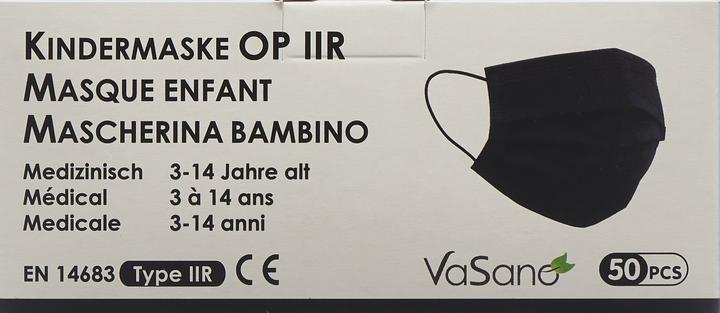 KINDERMASKE OP IIR
MASQUE ENFANT
MASCHERINA BAMBINO
Medizinisch 3-14 Jahre alt
Médical 3 à 14 ans
Medicale 3-14 anni
EN 14683 Type IIR CE
VaSano
50 PCS